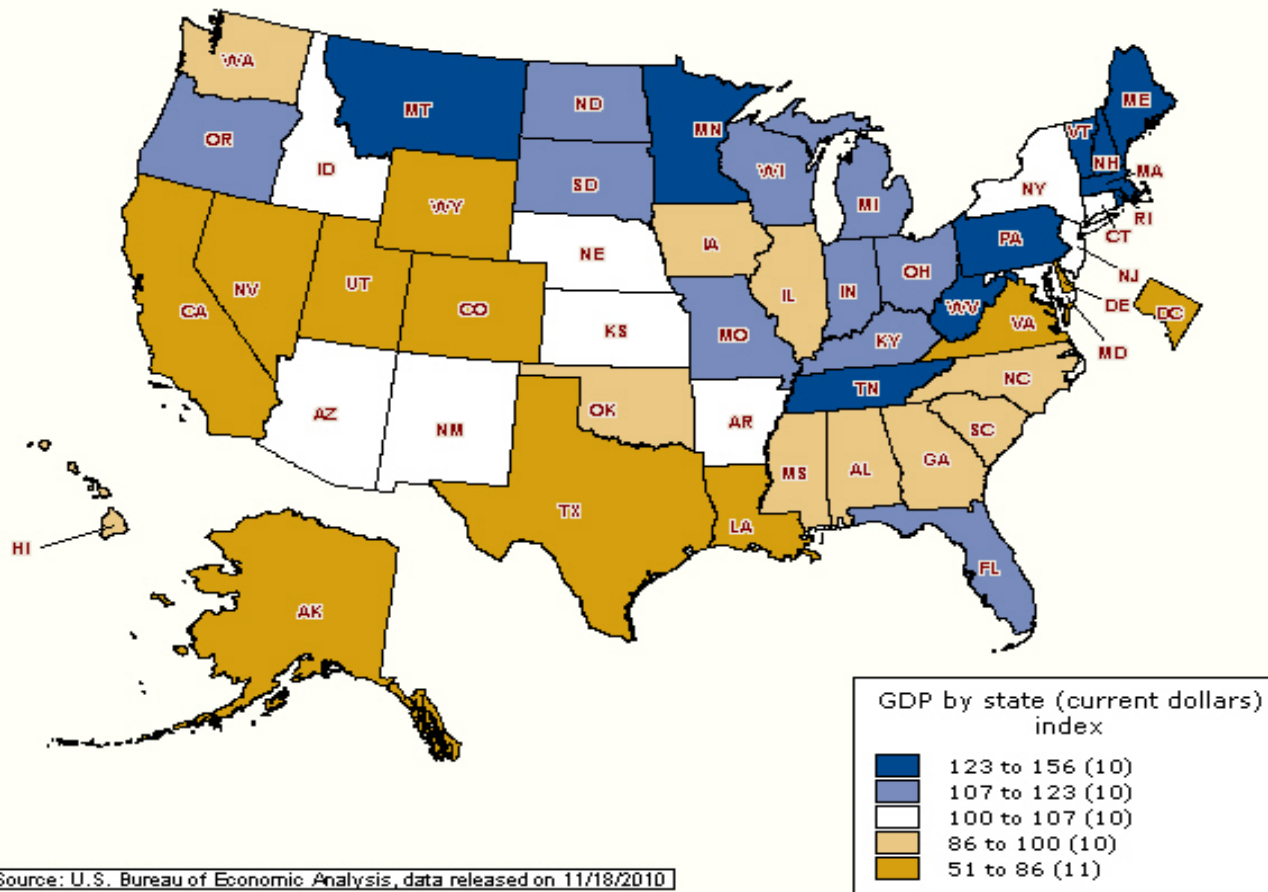 WA
MT
ND
MN
ME
VT
NH
MA
OR
ID
SD
WI
MI
NY
RI
CT
WY
IA
PA
NJ
NE
OH
DE
DC
NV
UT
CA
CO
IL
IN
WV
VA
MD
KS
MO
KY
NC
TN
AZ
NM
OK
AR
SC
MS
AL
GA
TX
LA
HI
FL
AK
GDP by state (current dollars)
index
123 to 156 (10)
107 to 123 (10)
100 to 107 (10)
86 to 100 (10)
51 to 86 (11)
Source: U.S. Bureau of Economic Analysis, data released on 11/18/2010